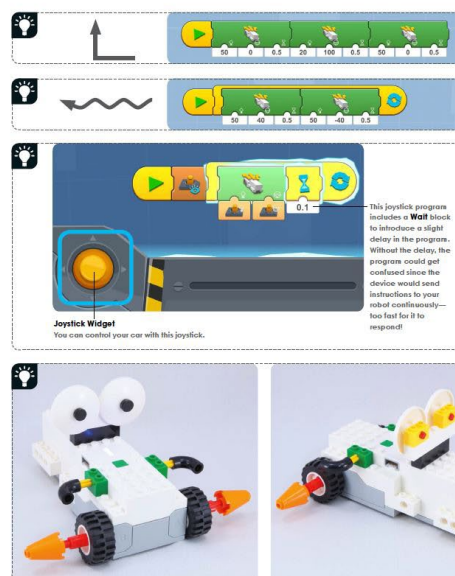 50 0 0.5 20 100 0.5 50 0 0.5
50 40 0.5 50 -40 0.5
0.1
This joystick program
includes a Wait block
to introduce a slight
delay in the program.
Without the delay, the
program could get
confused since the
device would send
instructions to your
robot continuously—
too fast for it to
respond!
Joystick Widget
You can control your car with this joystick.